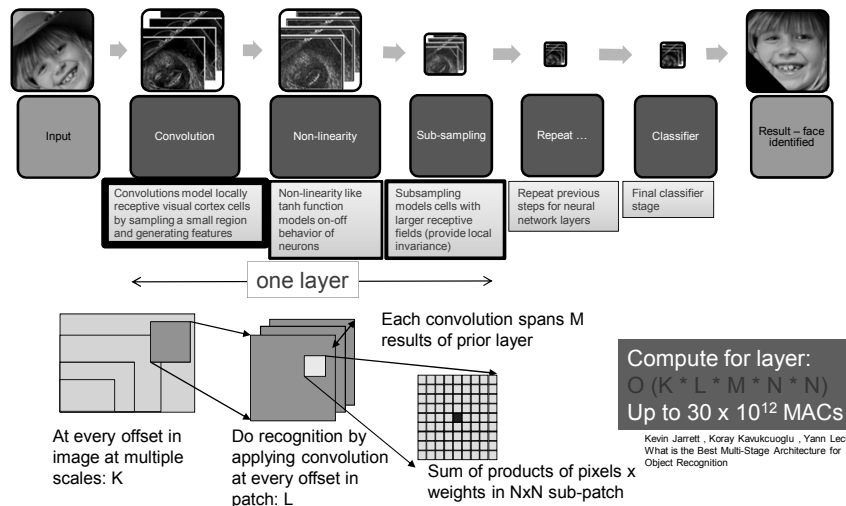 Input
Convolution
Non-linearity
Sub-sampling
Repeat …
Classifier
Result – face
identified
Convolutions model locally
receptive visual cortex cells
by sampling a small region
and generating features
Non-linearity like
tanh function
models on-off
behavior of
neurons
Subsampling
models cells with
larger receptive
fields (provide local
invariance)
Repeat previous
steps for neural
network layers
Final classifier
stage
one layer
Each convolution spans M
results of prior layer
At every offset in
image at multiple
scales: K
Do recognition by
applying convolution
at every offset in
patch: L
Sum of products of pixels x
weights in NxN sub-patch
Compute for layer:
O (K * L * M * N * N)
Up to 30 x 10¹² MACs
Kevin Jarrett , Koray Kavukcuoglu , Yann Lec
What is the Best Multi-Stage Architecture for
Object Recognition